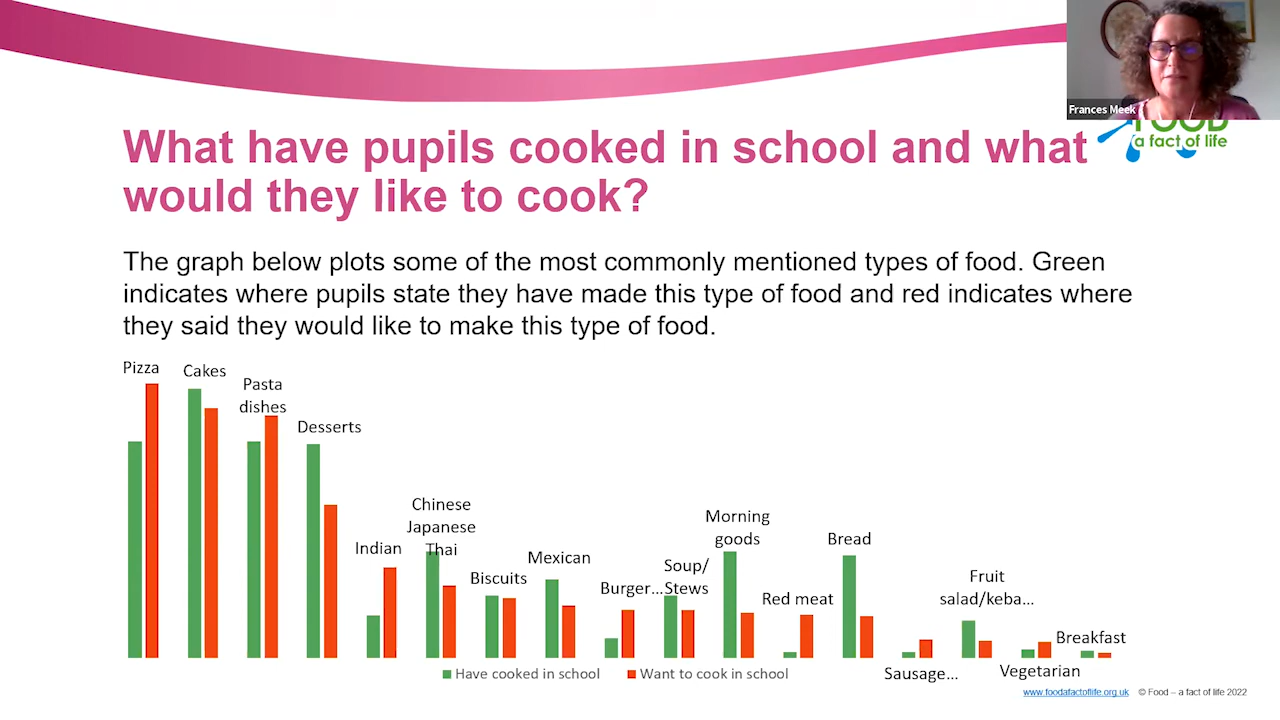 Frances Meek
FOOD
a fact of life
What have pupils cooked in school and what
would they like to cook?
The graph below plots some of the most commonly mentioned types of food. Green
indicates where pupils state they have made this type of food and red indicates where
they said they would like to make this type of food.
Pizza
Cakes
Pasta
dishes
Desserts
Indian
Chinese
Japanese
Thai
Biscuits
Mexican
Burger...
Soup/
Stews
Morning
goods
Red meat
Bread
Sausage...
Fruit
salad/keba...
Vegetarian
Breakfast
Have cooked in school
Want to cook in school
www.foodafactoflife.org.uk © Food – a fact of life 2022